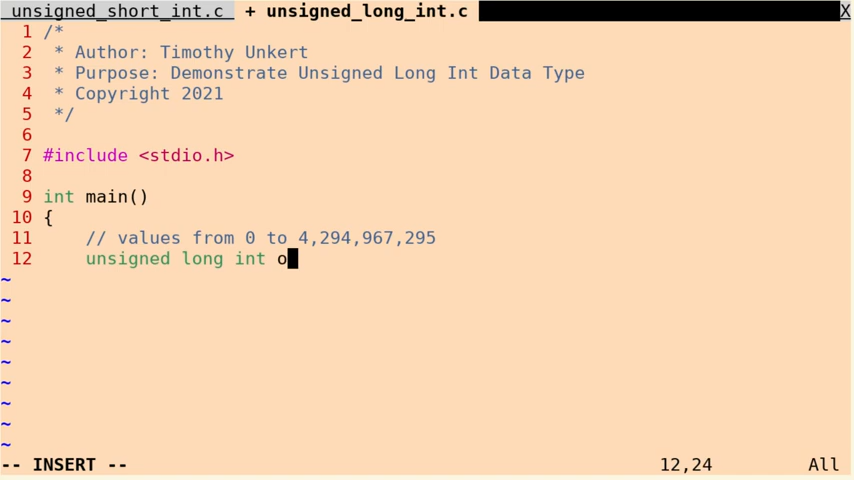 unsigned_short_int.c + unsigned_long_int.c X
1 /*
2 * Author: Timothy Unkert
3 * Purpose: Demonstrate Unsigned Long Int Data Type
4 * Copyright 2021
5 */
6
7 #include <stdio.h>
8
9 int main()
10 {
11 // values from 0 to 4,294,967,295
12 unsigned long int o
~
~
~
~
~
~
~
~
~
-- INSERT -- 12,24 All